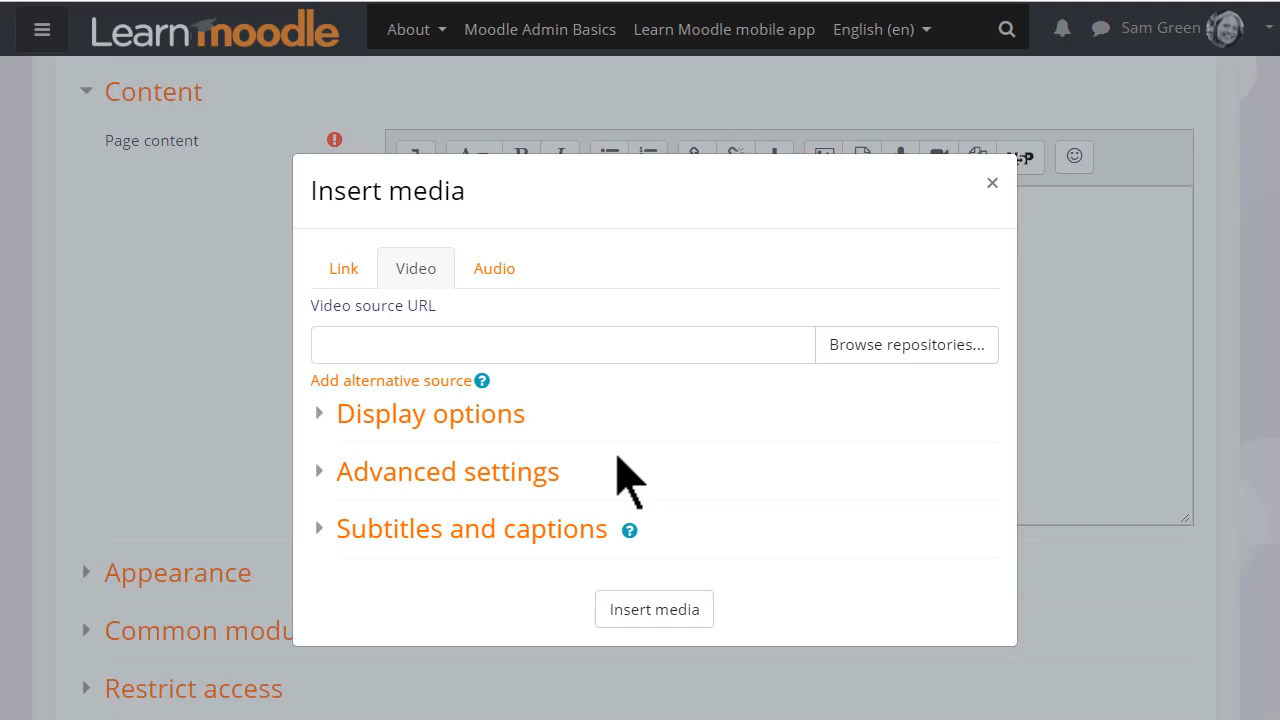 Learn moodle
About Moodle Admin Basics Learn Moodle mobile app English (en) Sam Green
Content
Page content
Insert media
×
Link Video Audio
Video source URL
Browse repositories...
Add alternative source ?
Display options
Advanced settings
Subtitles and captions ?
Insert media
Appearance
Common modu
Restrict access